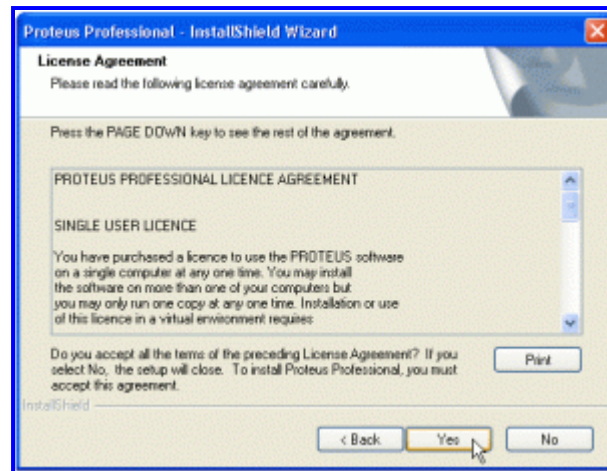 Proteus Professional - InstallShield Wizard
License Agreement
Please read the following license agreement carefully.
Press the PAGE DOWN key to see the rest of the agreement.
PROTEUS PROFESSIONAL LICENCE AGREEMENT
SINGLE USER LICENCE
You have purchased a licence to use the PROTEUS software
on a single computer at any one time. You may install
the software on more than one of your computers but
you may only run one copy at any one time. Installation or use
of this licence in a virtual environment requires
Do you accept all the terms of the preceding License Agreement? If you
select No, the setup will close. To install Proteus Professional, you must
accept this agreement.
Print
InstallShield
< Back
Yes
No